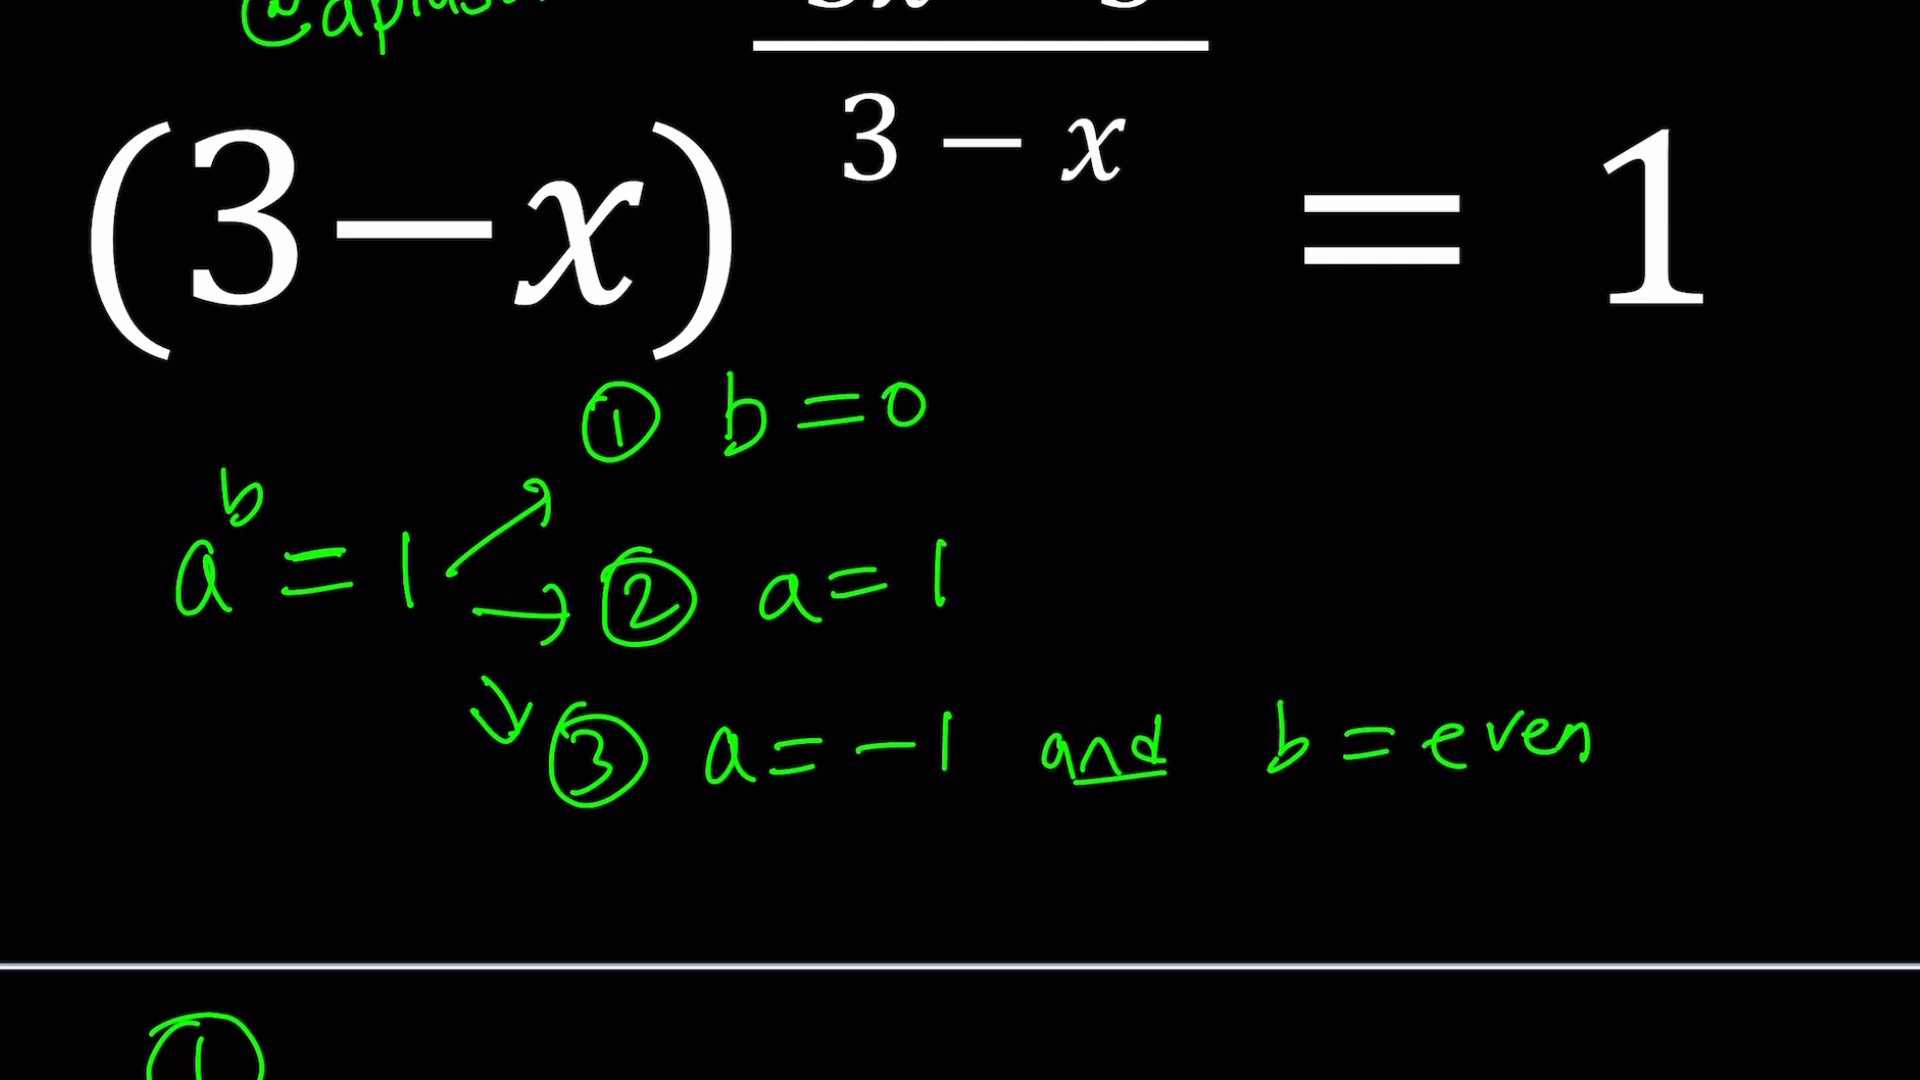 3 − x
(3−x) = 1
① b = 0
b
a = 1
② a = 1
③ a = −1 and b = even
①